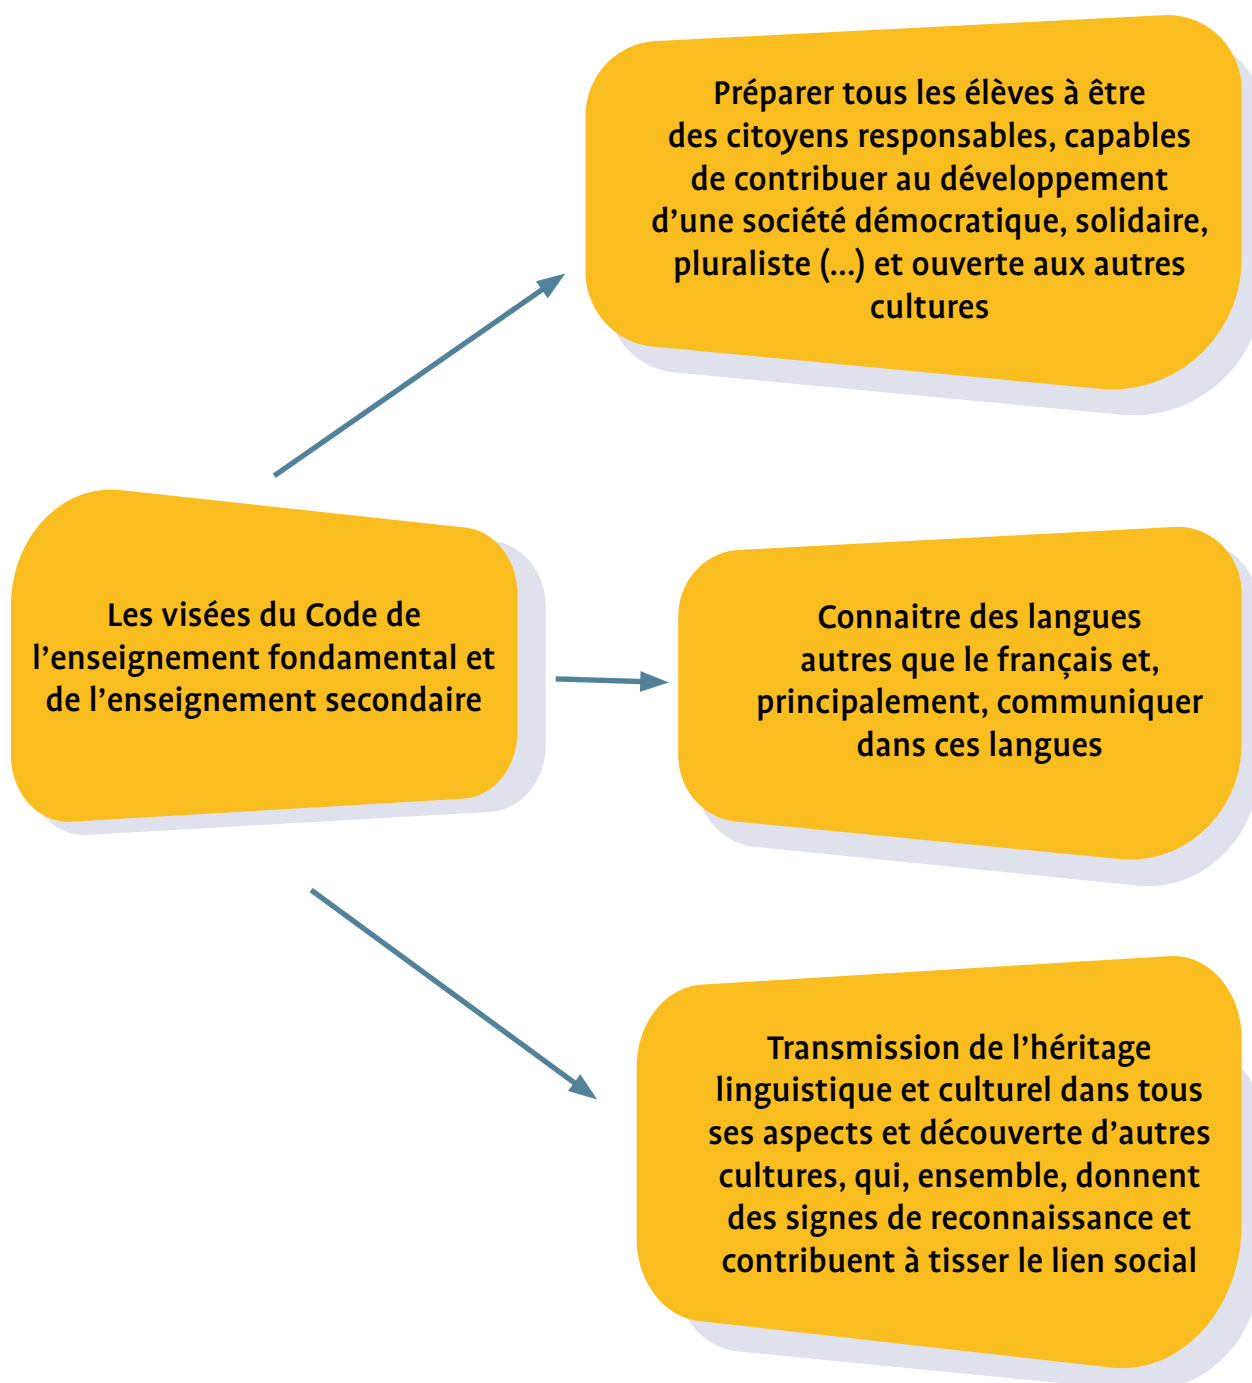 Préparer tous les élèves à être
des citoyens responsables, capables
de contribuer au développement
d’une société démocratique, solidaire,
pluraliste (...) et ouverte aux autres
cultures
Les visées du Code de
l’enseignement fondamental et
de l’enseignement secondaire
Connaitre des langues
autres que le français et,
principalement, communiquer
dans ces langues
Transmission de l’héritage
linguistique et culturel dans tous
ses aspects et découverte d’autres
cultures, qui, ensemble, donnent
des signes de reconnaissance et
contribuent à tisser le lien social